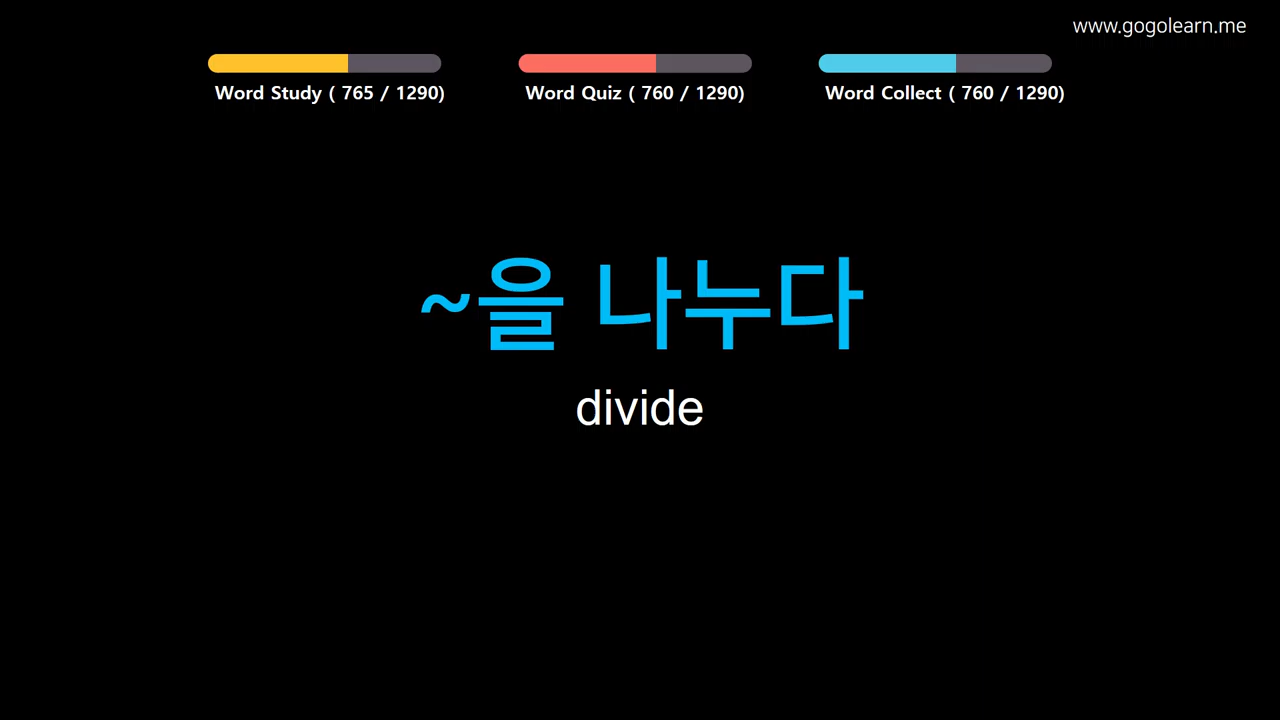 www.gogolearn.me
Word Study ( 765 / 1290)
Word Quiz ( 760 / 1290)
Word Collect ( 760 / 1290)
~을 나누다
divide